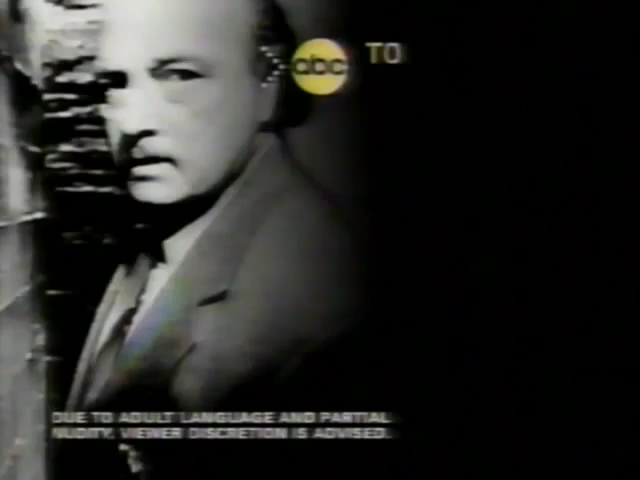 abc TO
DUE TO ADULT LANGUAGE AND PARTIAL
NUDITY, VIEWER DISCRETION IS ADVISED.